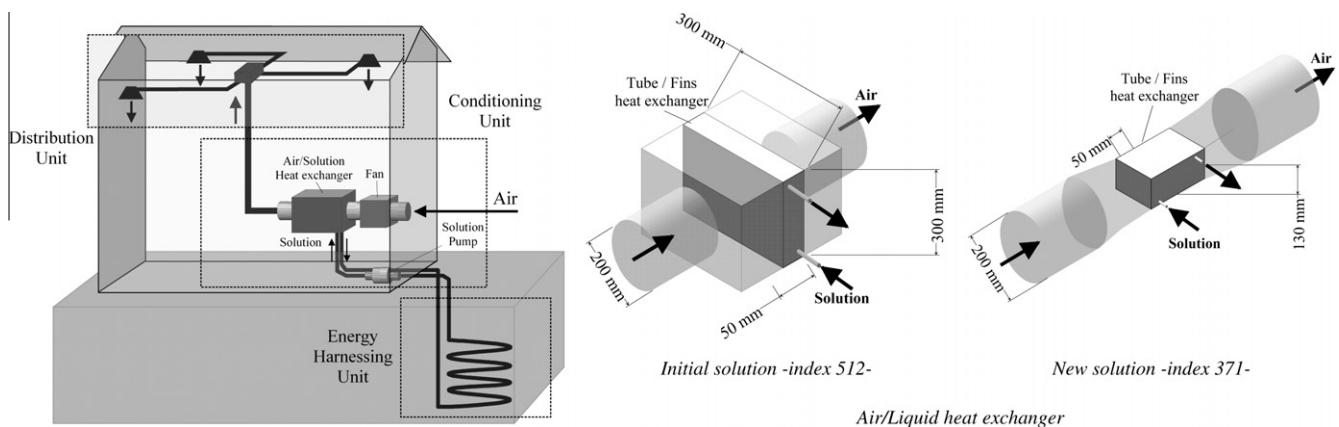 Distribution
Unit
Conditioning
Unit
Air/Solution
Heat exchanger
Fan
Air
Solution
Solution
Pump
Energy
Harnessing
Unit
300 mm
Tube / Fins
heat exchanger
Air
200 mm
50 mm
Solution
300 mm
Initial solution -index 512-
Tube / Fins
heat exchanger
Air
50 mm
200 mm
Solution
130 mm
New solution -index 371-
Air/Liquid heat exchanger